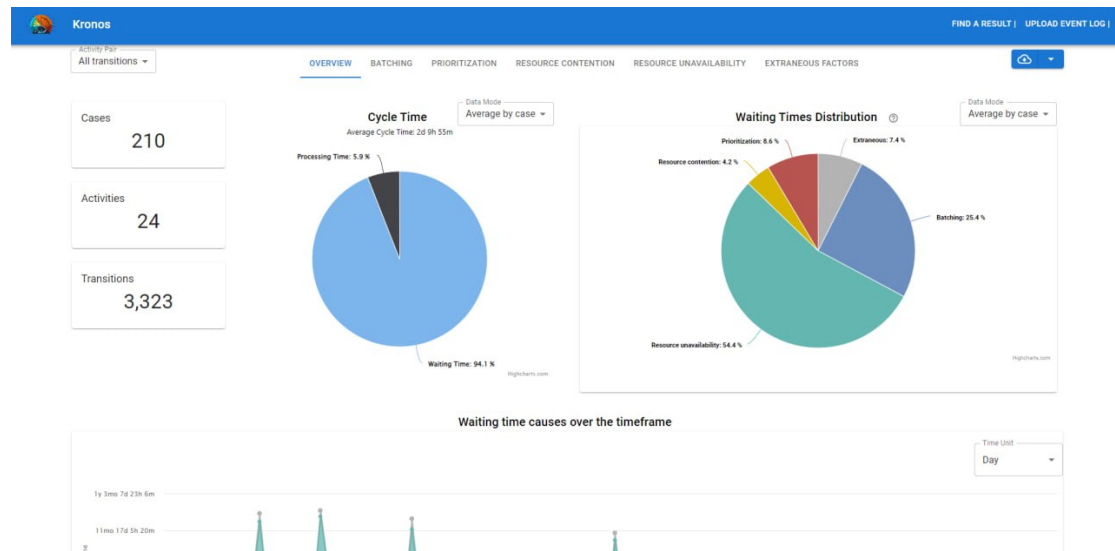 Kronos
FIND A RESULT | UPLOAD EVENT LOG |
Activity Pair
All transitions
OVERVIEW BATCHING PRIORITIZATION RESOURCE CONTENTION RESOURCE UNAVAILABILITY EXTRANEOUS FACTORS
Cases
210
Activities
24
Transitions
3,323
Cycle Time
Average Cycle Time: 2d 9h 55m
Data Mode
Average by case
Processing Time: 5.9 %
Waiting Time: 94.1 %
Highcharts.com
Waiting Times Distribution
Data Mode
Average by case
Prioritization: 8.6 %
Extraneous: 7.4 %
Resource contention: 4.2 %
Batching: 25.4 %
Resource unavailability: 54.4 %
Highcharts.com
Waiting time causes over the timeframe
Time Unit
Day
1y 3mo 7d 23h 6m
11mo 17d 5h 20m